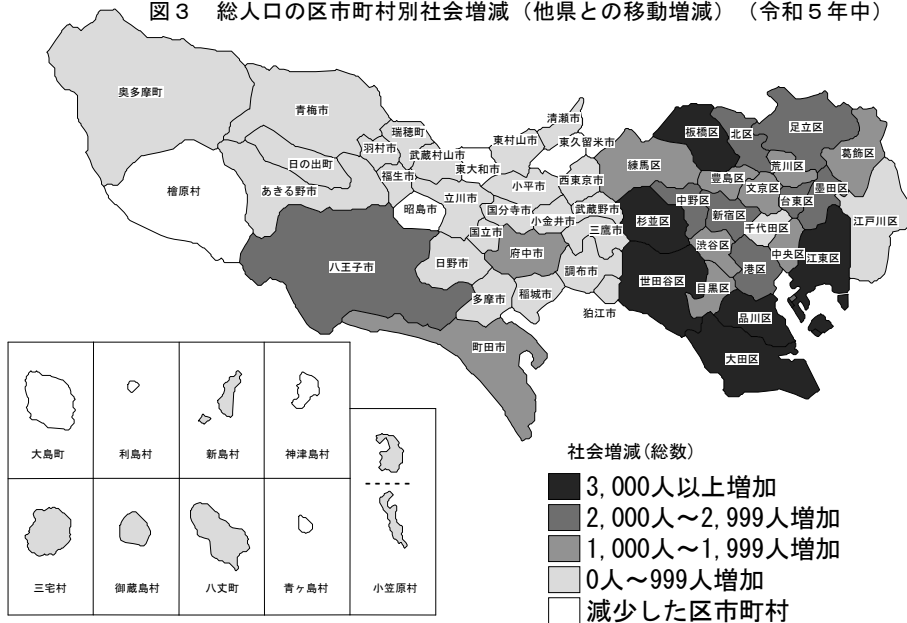 図３　総人口の区市町村別社会増減（他県との移動増減）（令和５年中）
奥多摩町
青梅市
瑞穂町
羽村市
日の出町
福生市
武蔵村山市
あきる野市
檜原村
昭島市
八王子市
東村山市
清瀬市
東久留米市
東大和市
小平市
西東京市
立川市
国分寺市
武蔵野市
小金井市
国立市
三鷹市
日野市
府中市
調布市
多摩市
稲城市
狛江市
町田市
板橋区
北区
足立区
練馬区
豊島区
荒川区
葛飾区
文京区
墨田区
中野区
台東区
杉並区
新宿区
千代田区
江戸川区
渋谷区
中央区
江東区
世田谷区
目黒区
港区
品川区
大田区
大島町
利島村
新島村
神津島村
三宅村
御蔵島村
八丈町
青ヶ島村
小笠原村
社会増減(総数)
3,000人以上増加
2,000人～2,999人増加
1,000人～1,999人増加
0人～999人増加
減少した区市町村